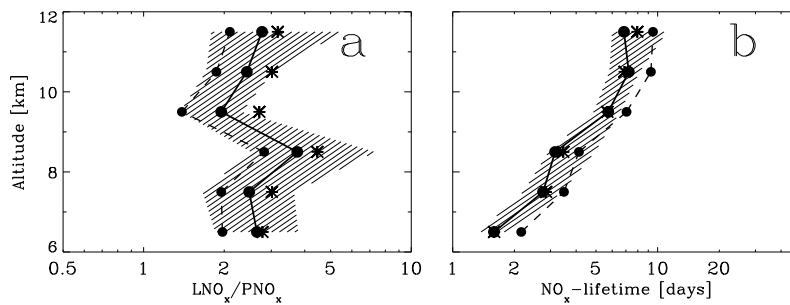 12
a
b
10
Altitude [km]
8
6
0.5 1 2 5 10
1 2 5 10 20
LNOx/PNOx
NOx-lifetime [days]